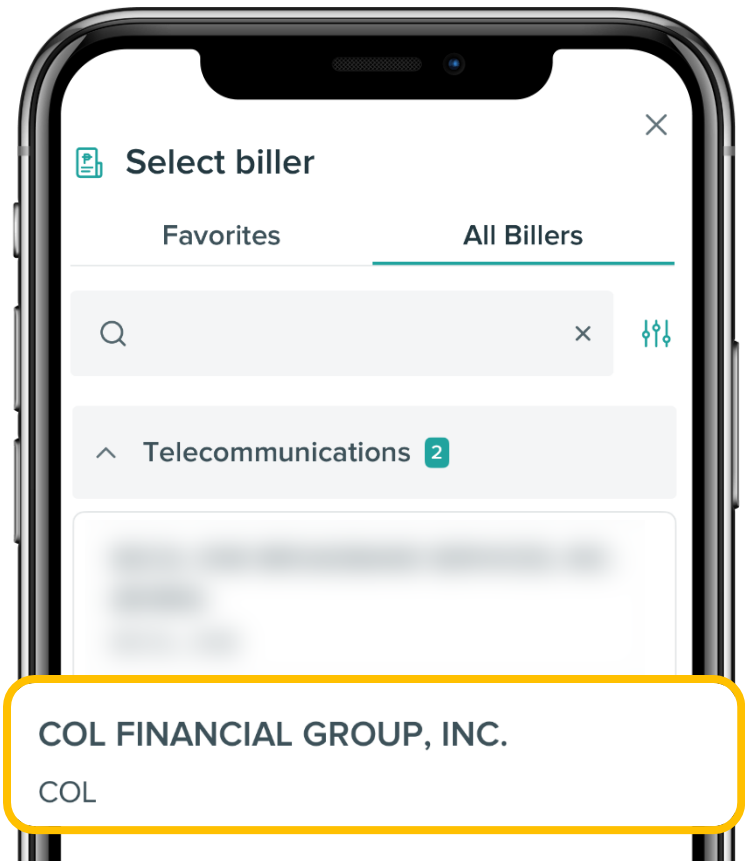 Select biller
Favorites
All Billers
Telecommunications 2
COL FINANCIAL GROUP, INC.
COL